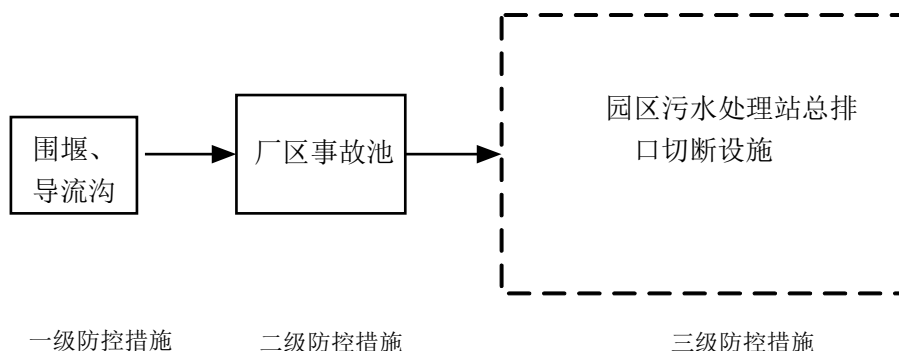 园区污水处理站总排
口切断设施
围堰、
导流沟
厂区事故池
一级防控措施
二级防控措施
三级防控措施